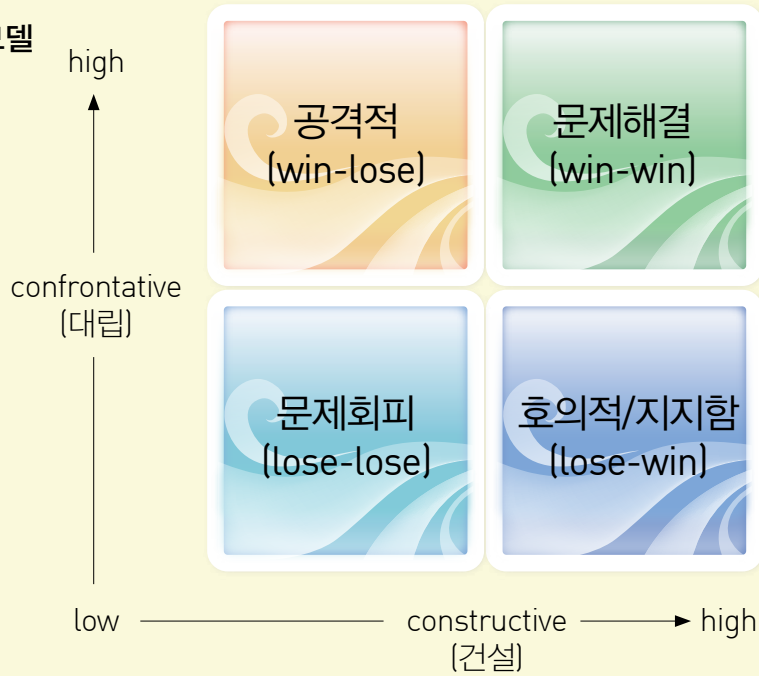 델
high
공격적
(win-lose)
문제해결
(win-win)
confrontative
(대립)
문제회피
(lose-lose)
호의적/지지함
(lose-win)
low
constructive
high
(건설)